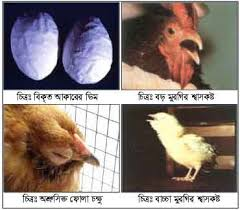 চিত্রঃ বিকৃত আকারের ডিম
চিত্রঃ বড় মুরগির শ্বাসকষ্ট
চিত্রঃ অশ্রুসিক্ত ফোলা চক্ষু
চিত্রঃ বাচ্চা মুরগির শ্বাসকষ্ট